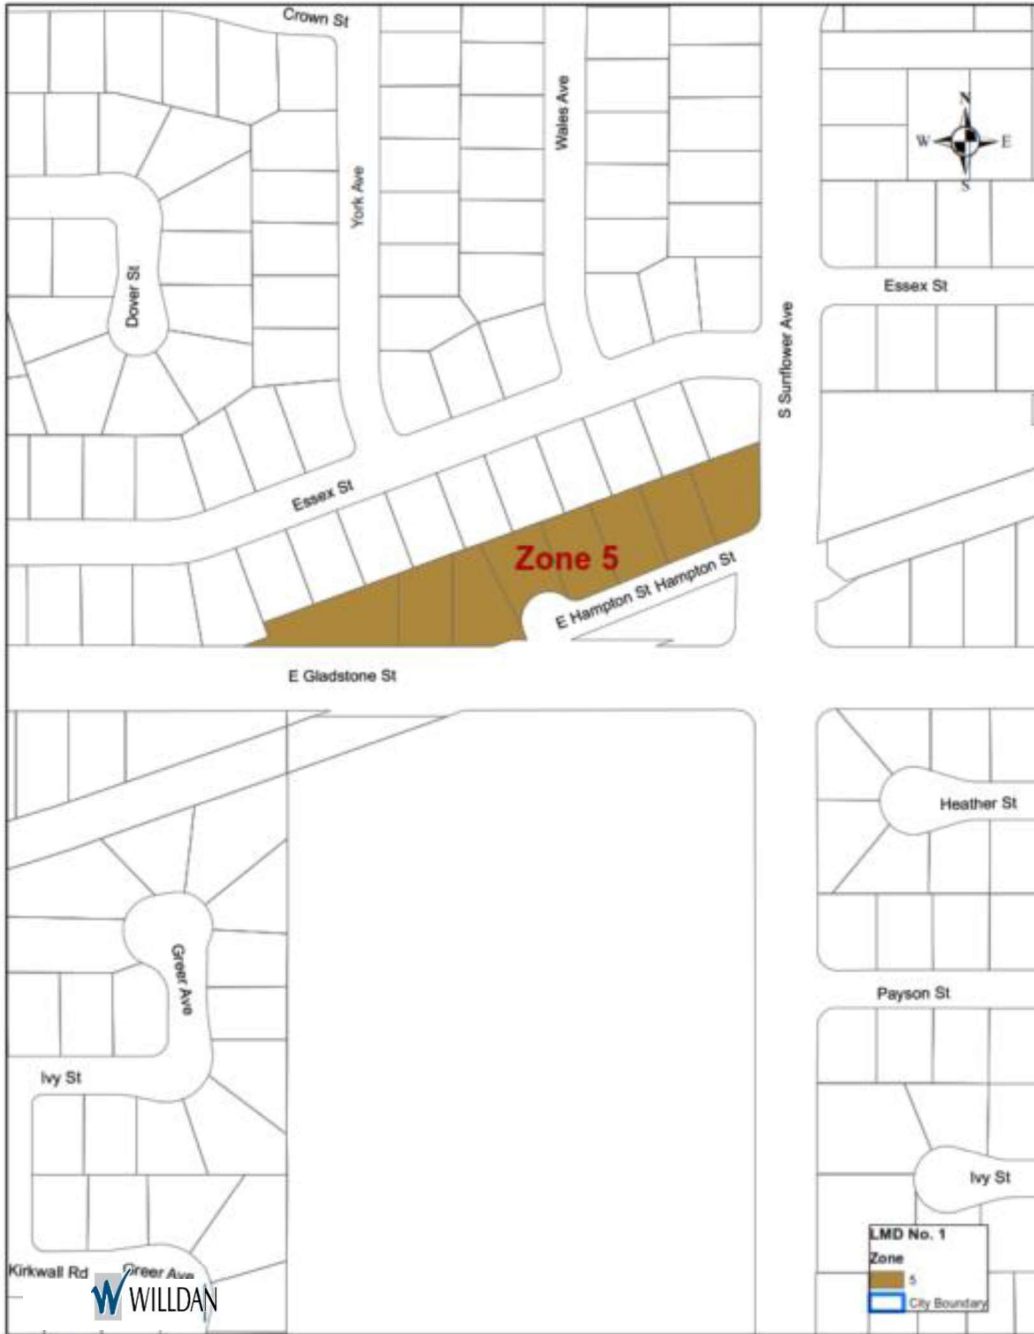 Crown St
Wales Ave
N
W E
S
York Ave
Dover St
Essex St
S Sunflower Ave
Essex St
Zone 5
E Hampton St Hampton St
E Gladstone St
Heather St
Greer Ave
Payson St
Ivy St
Ivy St
LMD No. 1
Zone
5
City Boundary
Kirkwall Rd Greer Ave
W WILLDAN